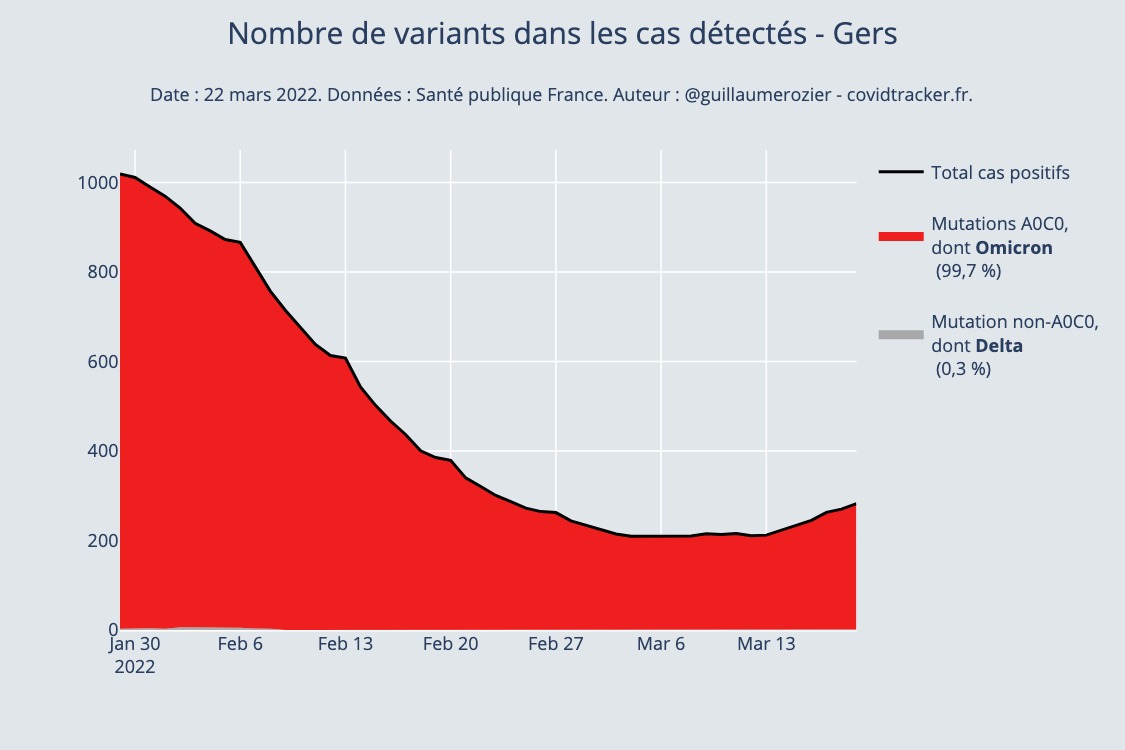 Nombre de variants dans les cas détectés - Gers
Date : 22 mars 2022. Données : Santé publique France. Auteur : @guillaumerozier - covidtracker.fr.
Total cas positifs
Mutations A0C0,
dont Omicron
(99,7 %)
Mutation non-A0C0,
dont Delta
(0,3 %)
1000
800
600
400
200
0
Jan 30
2022
Feb 6
Feb 13
Feb 20
Feb 27
Mar 6
Mar 13